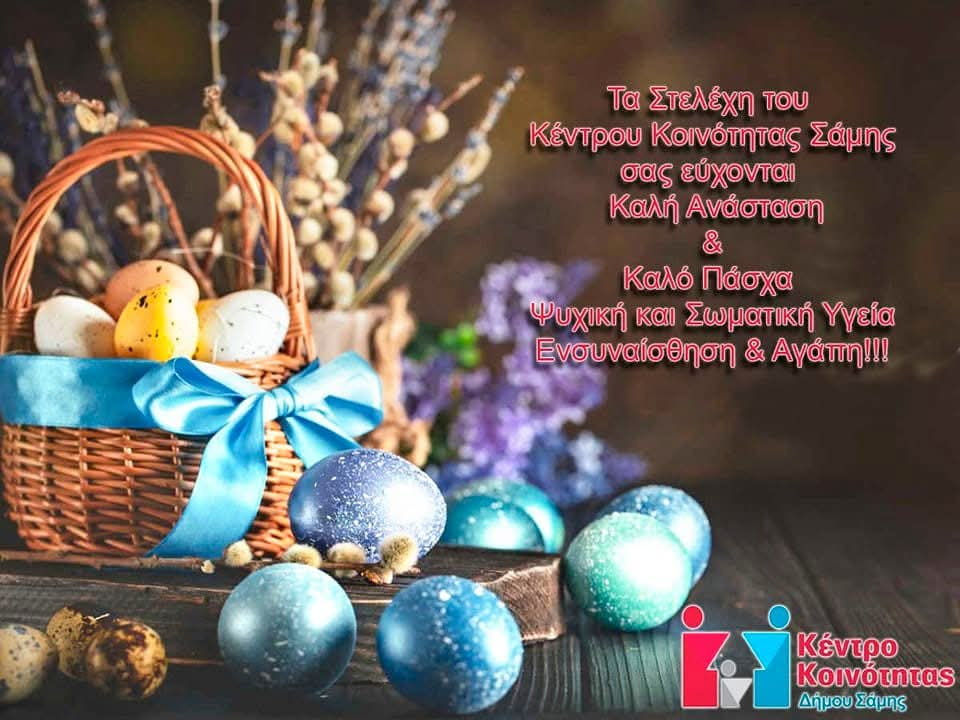 Τα Στελέχη του
Κέντρου Κοινότητας Σάμης
σας εύχονται
Καλή Ανάσταση
&
Καλό Πάσχα
Ψυχική και Σωματική Υγεία
Ενσυναίσθηση & Αγάπη!!!
Κέντρο
Κοινότητας
Δήμου Σάμης